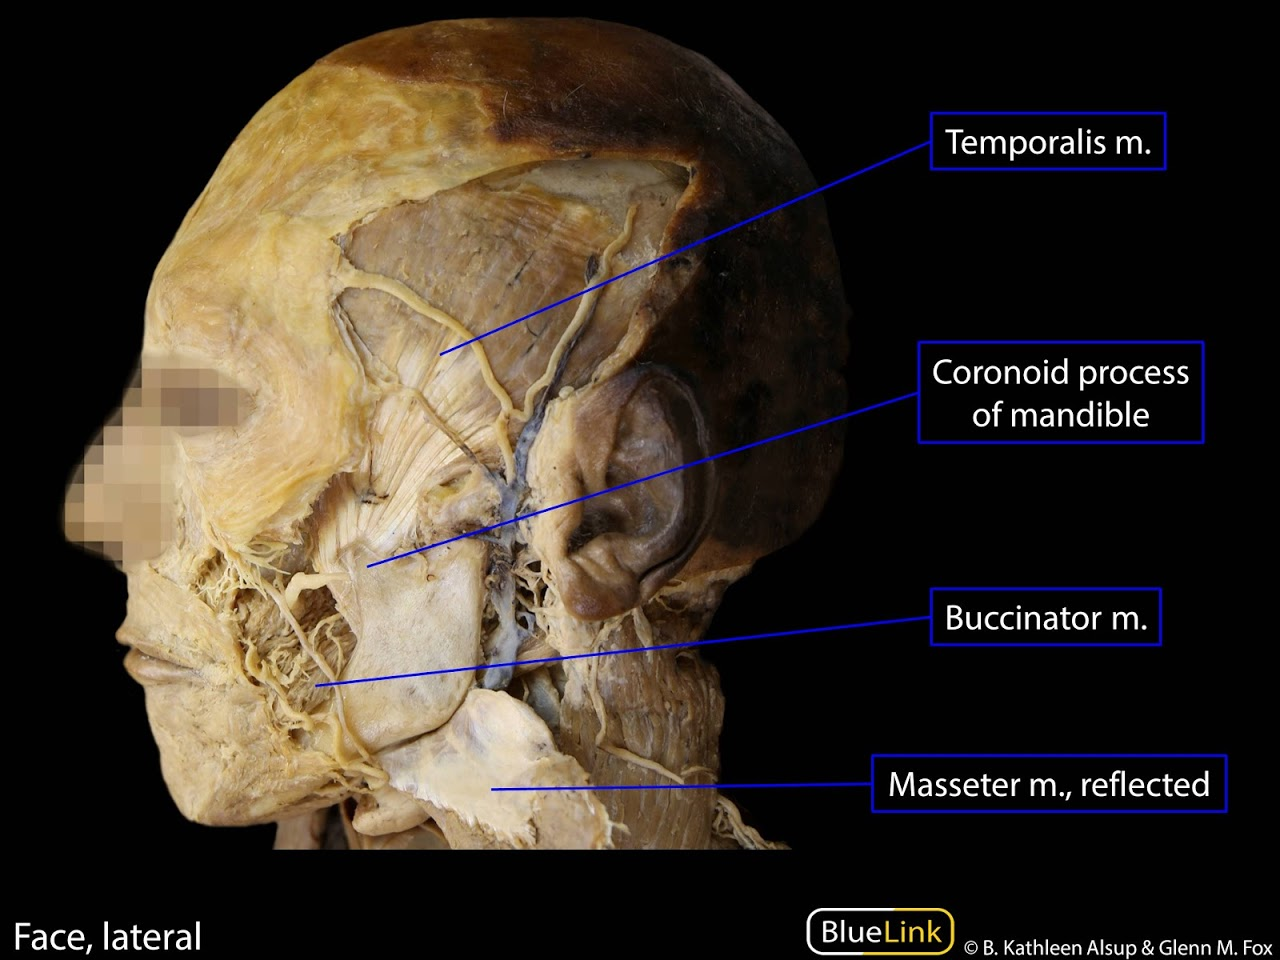 Temporalis m.
Coronoid process
of mandible
Buccinator m.
Masseter m., reflected
Face, lateral
BlueLink
© B. Kathleen Alsup & Glenn M. Fox